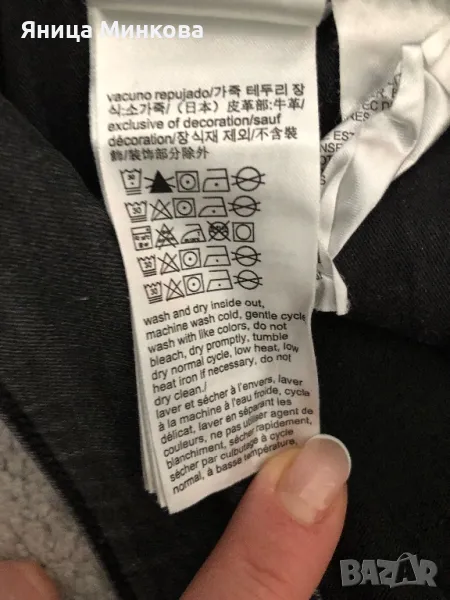 Яница Минкова
vacuno repujado/가죽 테두리 장
식:소가죽/（日本）皮革部:牛革/
exclusive of decoration/sauf
décoration/장식재 제외/不含裝
飾/装饰部分除外
wash and dry inside out,
machine wash cold, gentle cycle,
wash with like colors, do not
bleach, dry promptly, tumble
dry normal cycle, low heat, low
heat iron if necessary, do not
dry clean./
laver et sécher à l'envers, laver
à la machine à l'eau froide, cycle
délicat, laver en séparant les
couleurs, ne pas utiliser agent de
blanchiment, sécher rapidement,
sécher par culbutage à cycle
normal, à basse température,
BAZAR